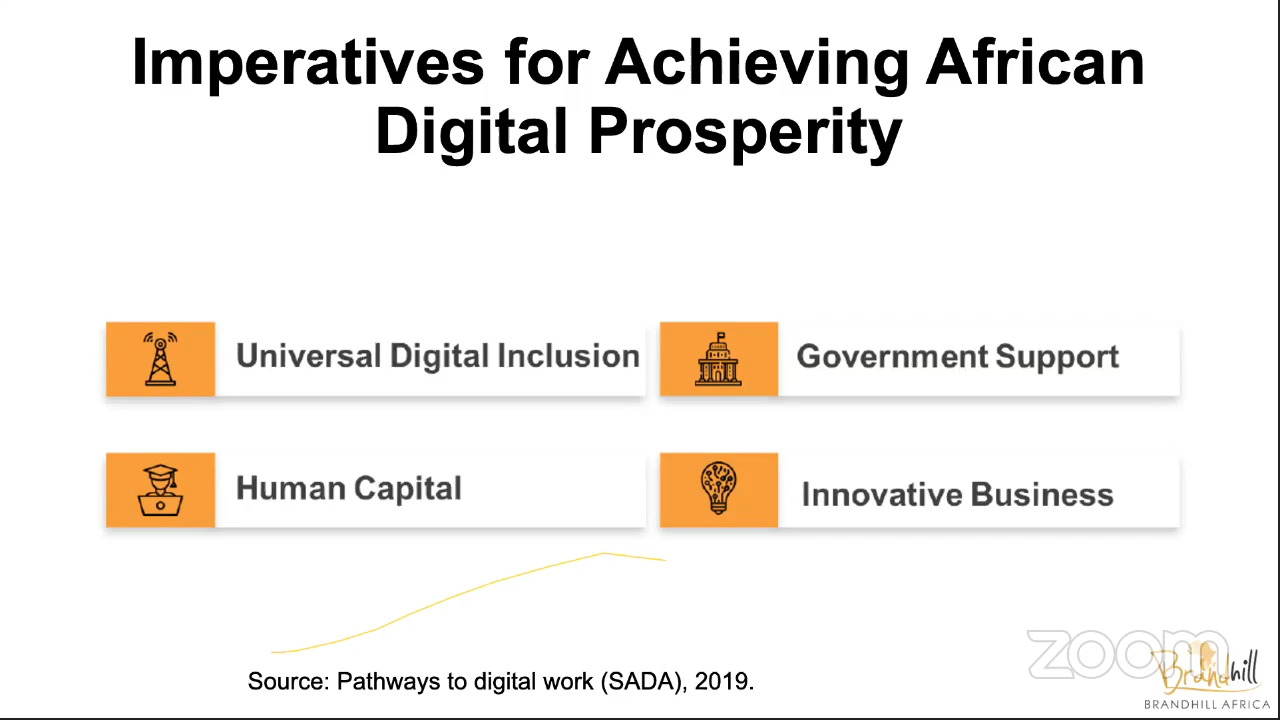 Imperatives for Achieving African
Digital Prosperity
Universal Digital Inclusion
Government Support
Human Capital
Innovative Business
Source: Pathways to digital work (SADA), 2019.
zoom
Brandhill
BRANDHILL AFRICA